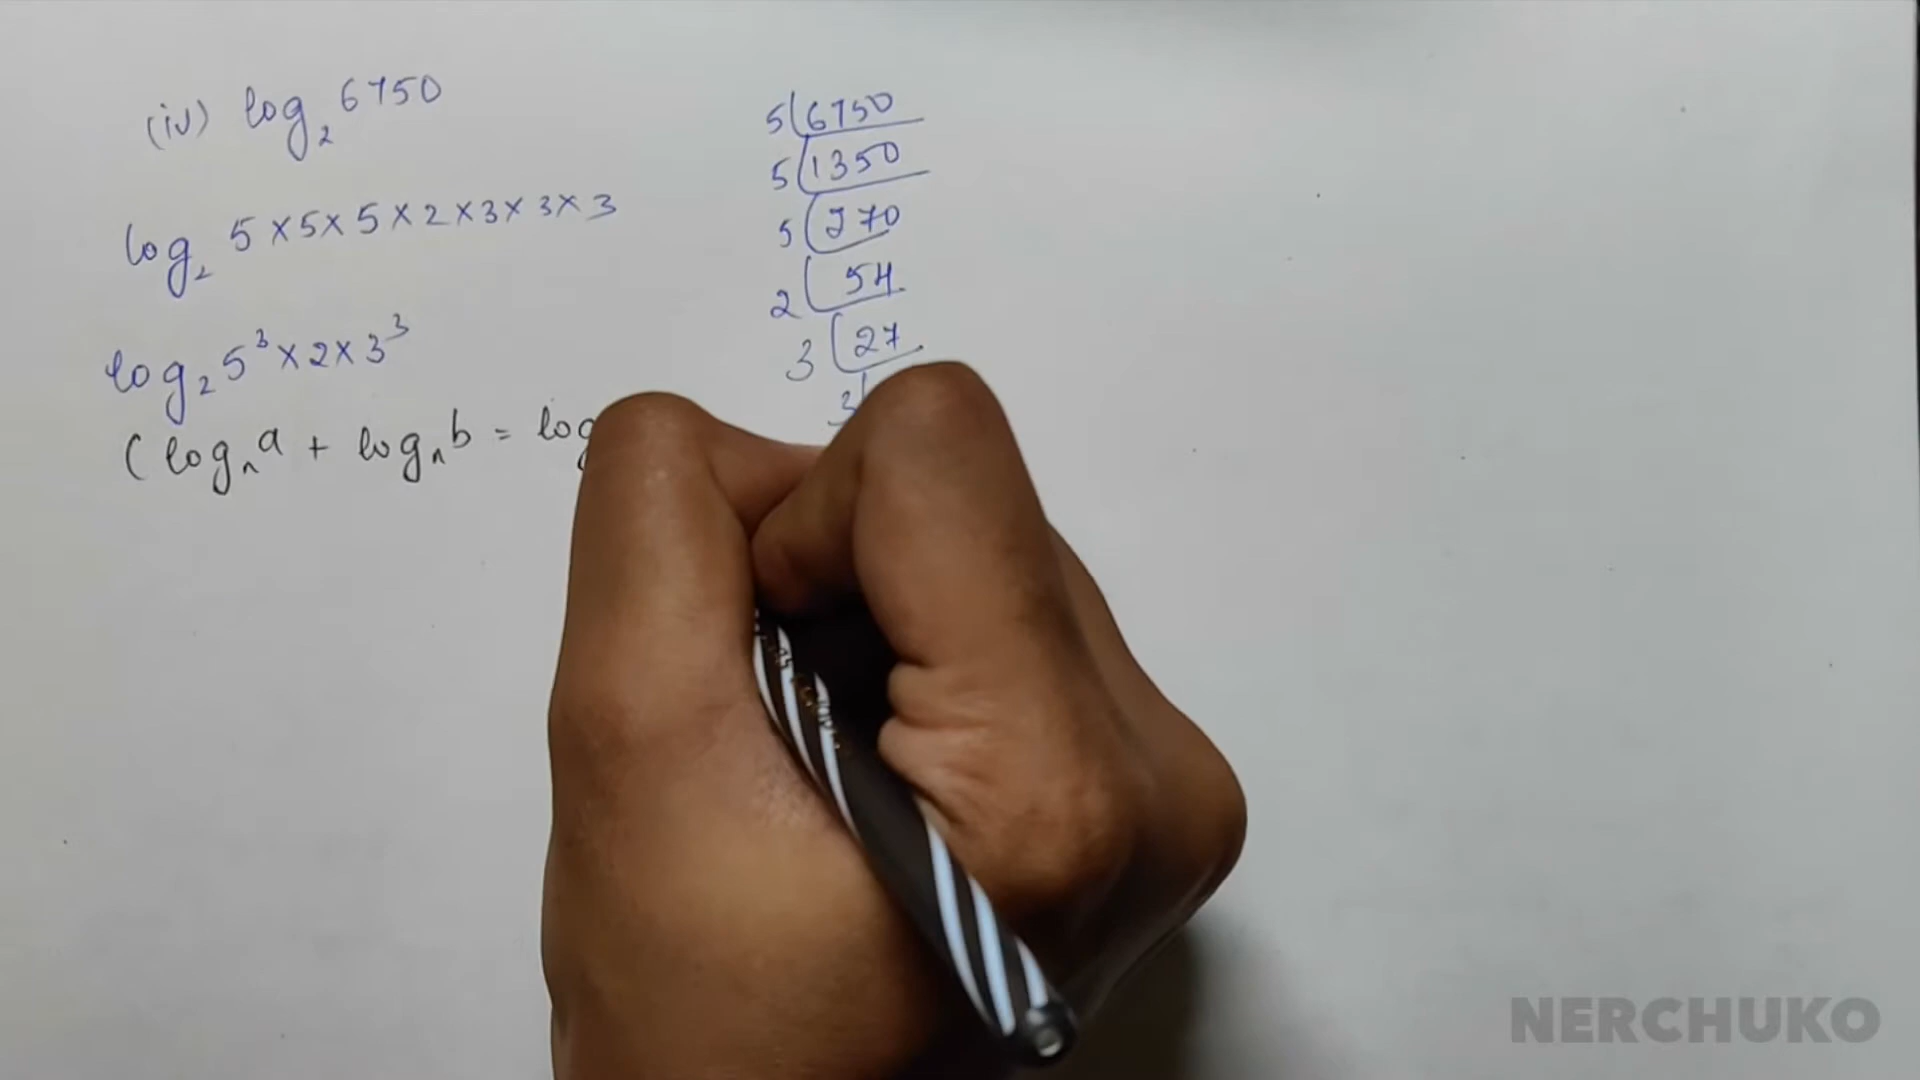 (iv) log₂ 6750
log₂ 5×5×5×2×3×3×3
log₂ 5³×2×3³
(logₙa + logₙb = log
5 6750
5 1350
5 270
2 54
3 27
3
NERCHUKO